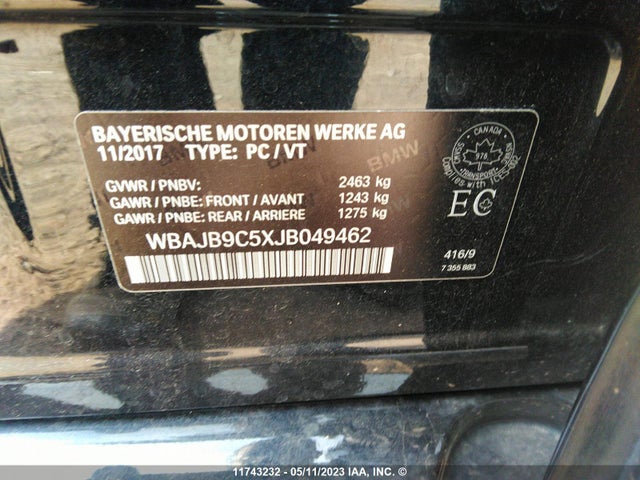 BAYERISCHE MOTOREN WERKE AG
11/2017 TYPE: PC / VT
GVWR / PNBV: 2463 kg
GAWR / PNBE: FRONT / AVANT 1243 kg
GAWR / PNBE: REAR / ARRIERE 1275 kg
WBAJB9C5XJB049462
CANADA
978
TRANSPORT
EC
416/9
7 355 883
BMW
11743232 - 05/11/2023 IAA, INC. ©